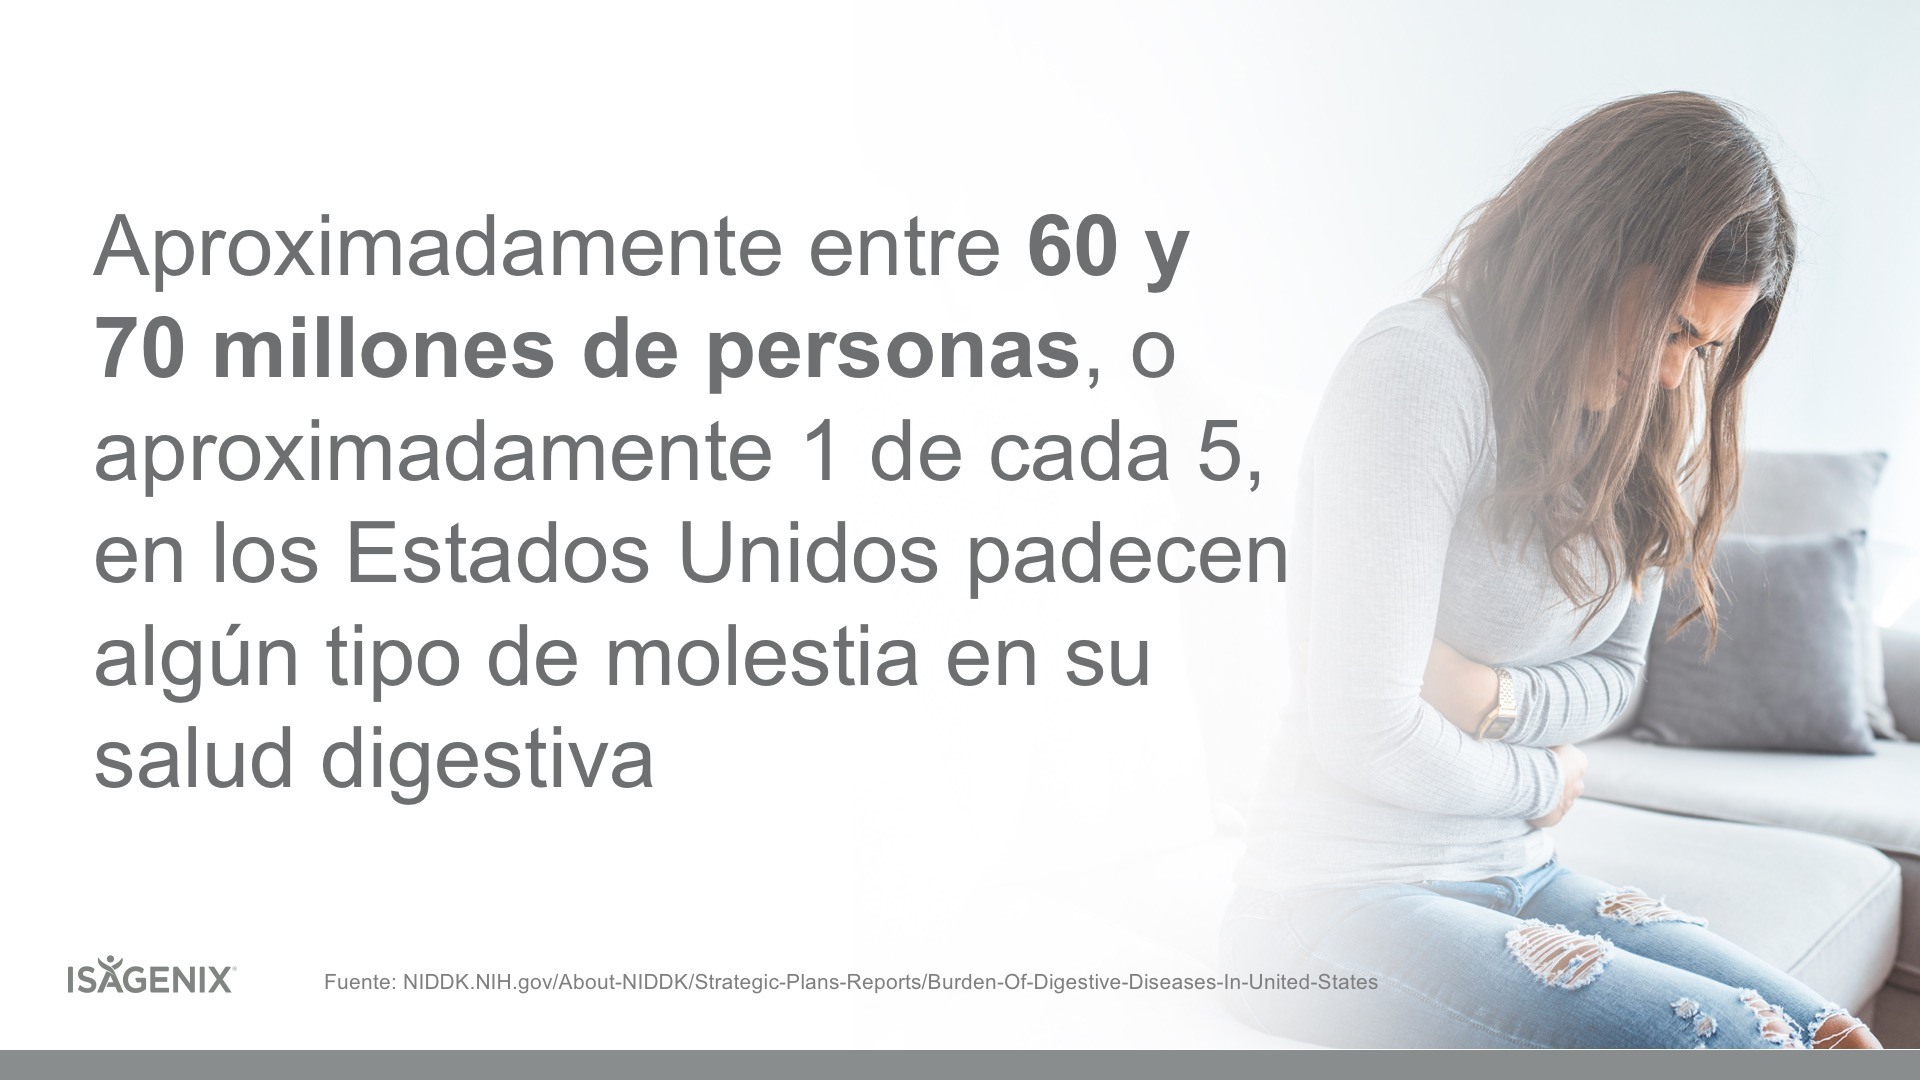 Aproximadamente entre 60 y
70 millones de personas, o
aproximadamente 1 de cada 5,
en los Estados Unidos padecen
algún tipo de molestia en su
salud digestiva
ISAGENIX®
Fuente: NIDDK.NIH.gov/About-NIDDK/Strategic-Plans-Reports/Burden-Of-Digestive-Diseases-In-United-States